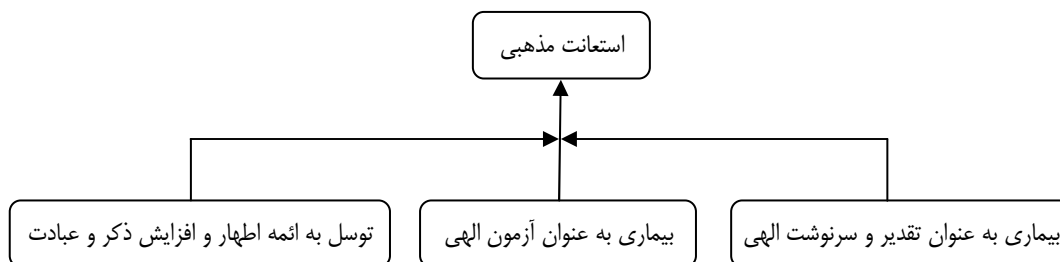 استعانت مذهبی
بیماری به عنوان تقدیر و سرنوشت الهی
بیماری به عنوان آزمون الهی
توسل به ائمه اطهار و افزایش ذکر و عبادت